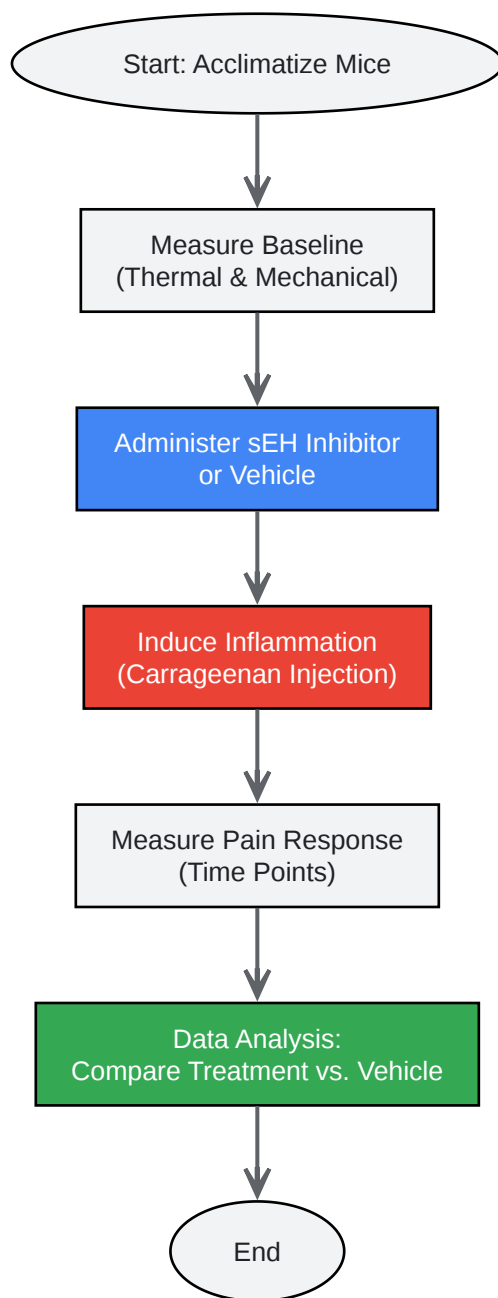 Start: Acclimatize Mice
Measure Baseline
(Thermal & Mechanical)
Administer sEH Inhibitor
or Vehicle
Induce Inflammation
(Carrageenan Injection)
Measure Pain Response
(Time Points)
Data Analysis:
Compare Treatment vs. Vehicle
End